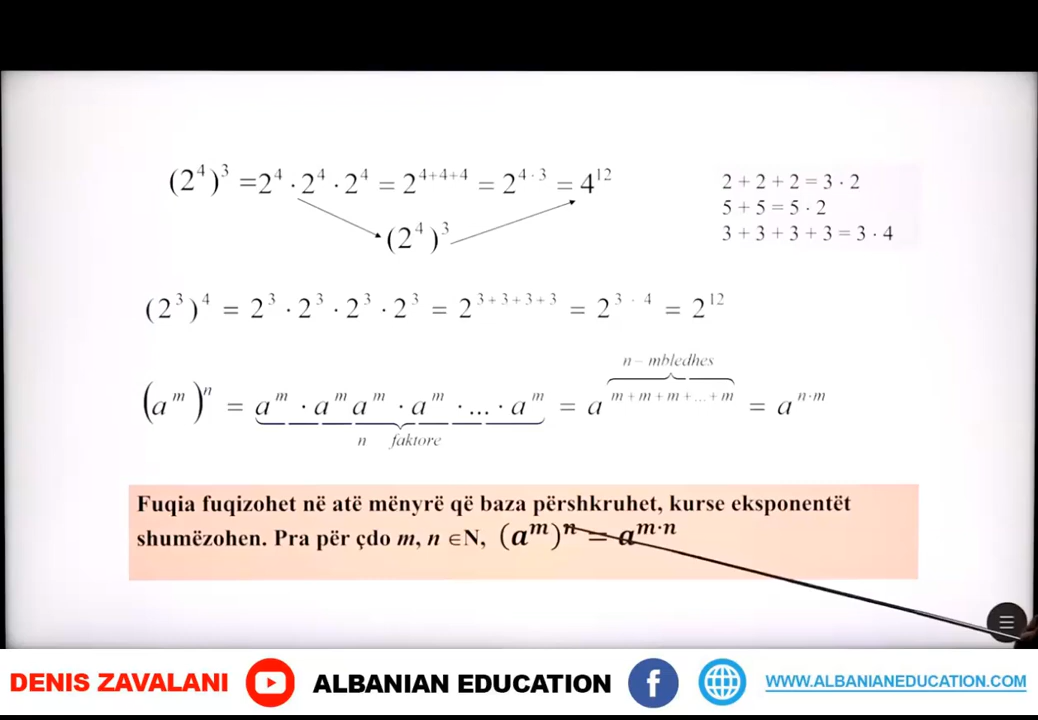 (2⁴)³ =2⁴ · 2⁴ · 2⁴ = 2⁴⁺⁴⁺⁴ = 2⁴ ˙ ³ = 4¹²
(2⁴)³
2 + 2 + 2 = 3 · 2
5 + 5 = 5 · 2
3 + 3 + 3 + 3 = 3 · 4
(2³)⁴ = 2³ · 2³ · 2³ · 2³ = 2³⁺³⁺³⁺³ = 2³ ˙ ⁴ = 2¹²
n – mbledhes
(aᵐ)ⁿ = aᵐ · aᵐ aᵐ · aᵐ · ... · aᵐ = a^{m+m+m+...+m} = a^{n·m}
n faktore
Fuqia fuqizohet në atë mënyrë që baza përshkruhet, kurse eksponentët
shumëzohen. Pra për çdo m, n ∈N, (aᵐ)ⁿ = a^{m·n}
DENIS ZAVALANI ALBANIAN EDUCATION f WWW.ALBANIANEDUCATION.COM